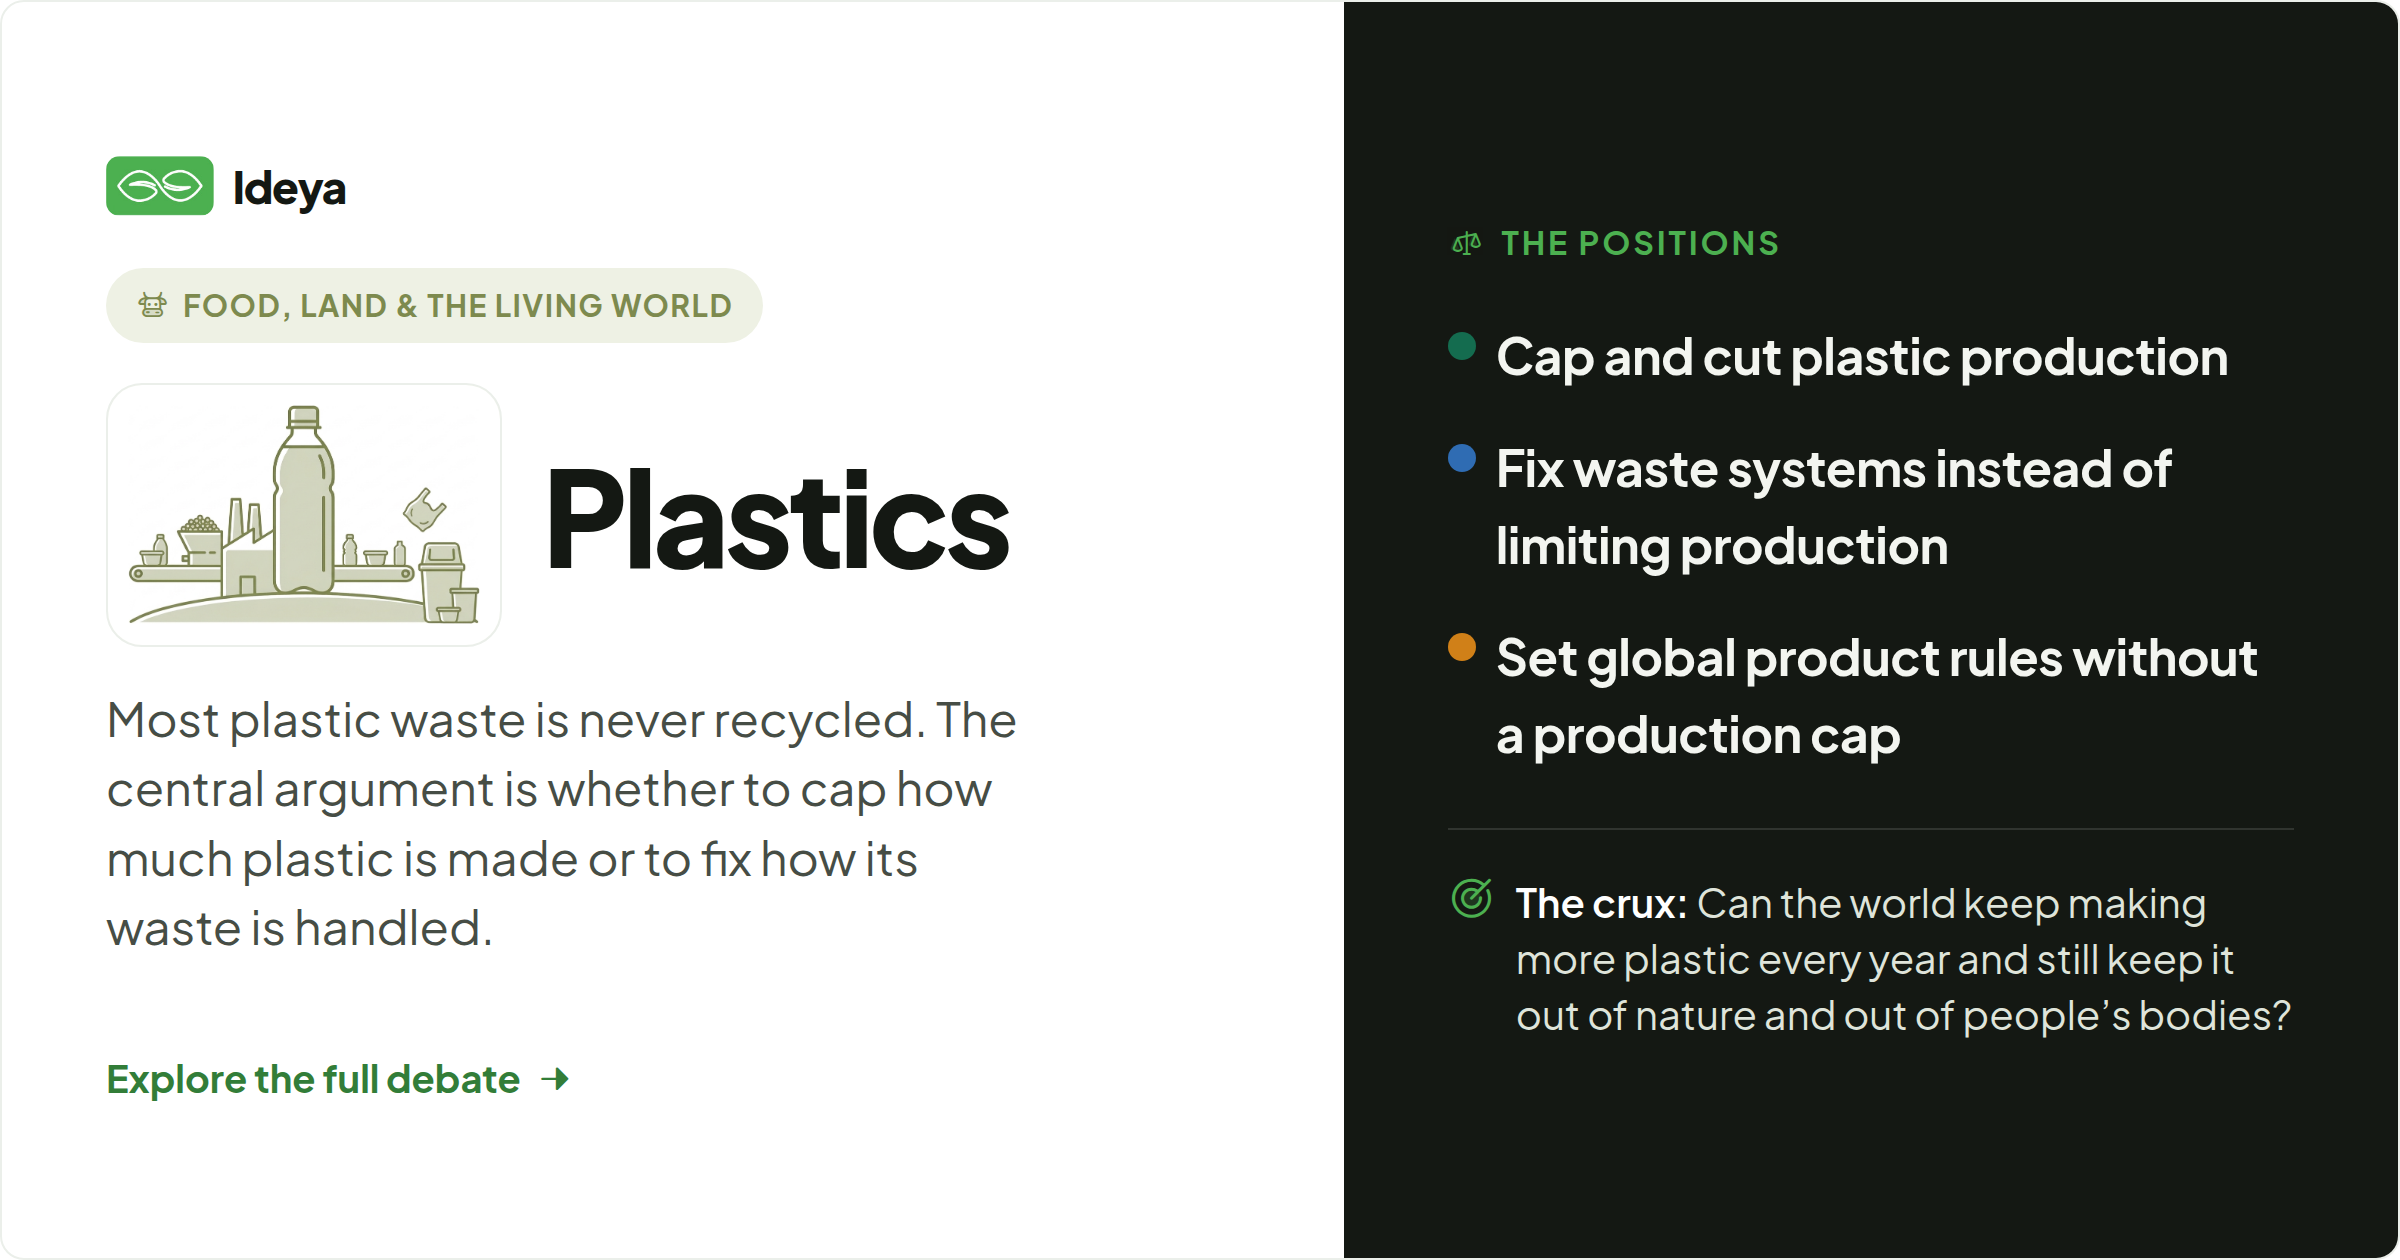 Ideya
FOOD, LAND & THE LIVING WORLD
Plastics
Most plastic waste is never recycled. The
central argument is whether to cap how
much plastic is made or to fix how its
waste is handled.
Explore the full debate
THE POSITIONS
Cap and cut plastic production
Fix waste systems instead of
limiting production
Set global product rules without
a production cap
The crux: Can the world keep making
more plastic every year and still keep it
out of nature and out of people’s bodies?